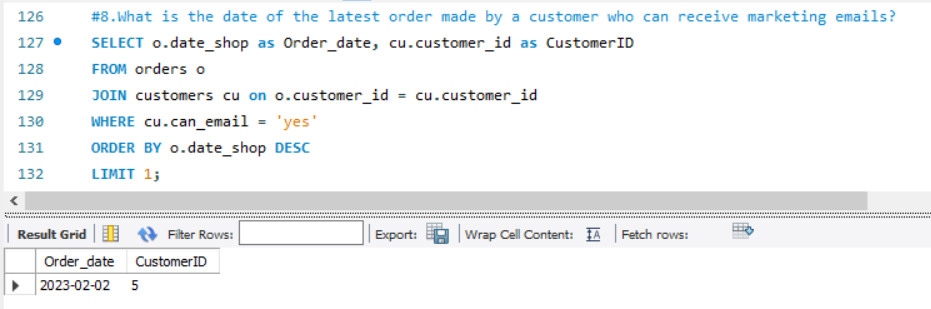 126 #8.What is the date of the latest order made by a customer who can receive marketing emails?
127 SELECT o.date_shop as Order_date, cu.customer_id as CustomerID
128 FROM orders o
129 JOIN customers cu on o.customer_id = cu.customer_id
130 WHERE cu.can_email = 'yes'
131 ORDER BY o.date_shop DESC
132 LIMIT 1;
Result Grid Filter Rows: Export: Wrap Cell Content: IA Fetch rows:
Order_date CustomerID
2023-02-02 5